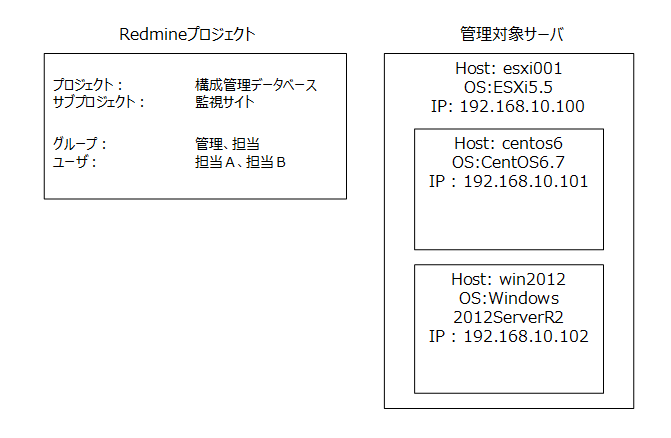 Redmineプロジェクト
プロジェクト： 構成管理データベース
サブプロジェクト： 監視サイト
グループ： 管理、担当
ユーザ： 担当Ａ、担当Ｂ
管理対象サーバ
Host: esxi001
OS:ESXi5.5
IP: 192.168.10.100
Host: centos6
OS:CentOS6.7
IP：192.168.10.101
Host: win2012
OS:Windows
2012ServerR2
IP：192.168.10.102